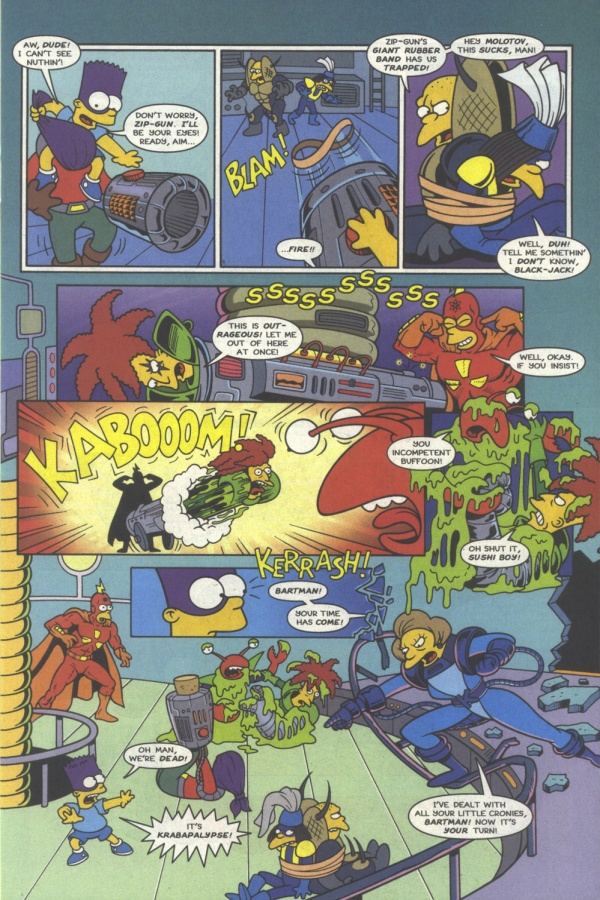 AW, DUDE!
I CAN'T SEE
NUTHIN'!
DON'T WORRY,
ZIP-GUN. I'LL
BE YOUR EYES!
READY, AIM...
BLAM!
...FIRE!!
ZIP-GUN'S
GIANT RUBBER
BAND HAS US
TRAPPED!
HEY MOLOTOV,
THIS SUCKS, MAN!
WELL, DUH!
TELL ME SOMETHIN'
I DON'T KNOW,
BLACK-JACK!
SSSSSSSSSSS
THIS IS OUT-
RAGEOUS! LET ME
OUT OF HERE
AT ONCE!
WELL, OKAY.
IF YOU INSIST!
KABOOOM!
YOU
INCOMPETENT
BUFFOON!
OH SHUT IT,
SUSHI BOY!
KERRASH!
BARTMAN!
YOUR TIME
HAS COME!
OH MAN,
WE'RE DEAD!
IT'S
KRABAPALYPSE!
I'VE DEALT WITH
ALL YOUR LITTLE CRONIES,
BARTMAN! NOW IT'S
YOUR TURN!